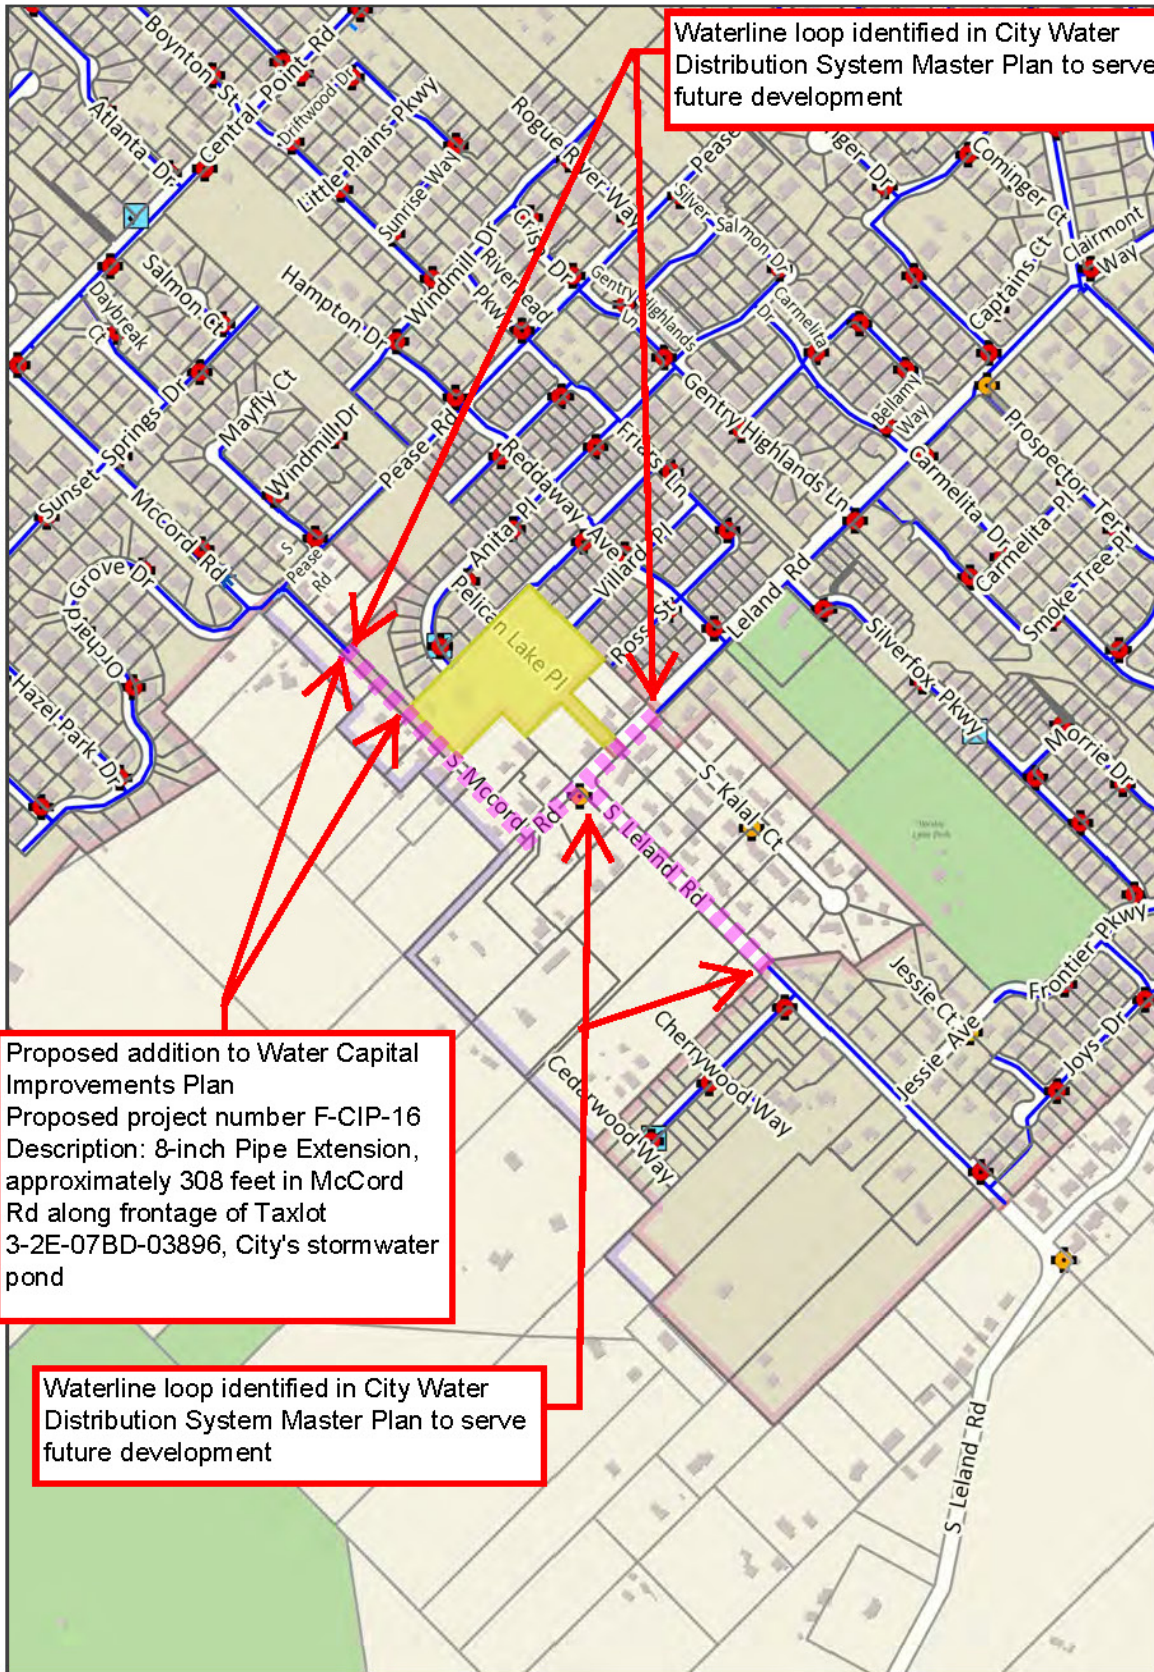 Waterline loop identified in City Water
Distribution System Master Plan to serve
future development
Boynton St
Central Point Rd
Driftwood Dr
Little Plains Pkwy
Atlanta Dr
Sunrise Way
Rogue River Way
Pease
Silver Salmon Dr
nger Dr
Cominger Ct
Clairmont
Way
Captains Ct
Crisp Dr
Windmill Dr
Riverhead
Pkwy
Gentry Highlands
Ln
Hampton Dr
Salmon Ct
Daybreak
Ct
Carmelita
Dr
Bellamy
Way
Mayfly Ct
Windmill Dr
Sunset Springs Dr
Pease Rd
Reddaway Ave
Friars Ln
Gentry Highlands Ln
Prospector Ter
Carmelita Dr
Carmelita Pl
Smoke Tree Pl
Mccord Rd
S
Pease
Rd
Anita Pl
Villard Pl
Ross St
Leland Rd
Pelican Lake Pl
Grove Dr
Orchard
Hazel Park Dr
Silverfox Pkwy
Morrie Dr
S Mccord
Rd
S Leland Rd
S Kalal Ct
Frontier Pkwy
Jessie Ct
Jessie Ave
Joys Dr
Cherrywood Way
Cedarwood Way
Proposed addition to Water Capital
Improvements Plan
Proposed project number F-CIP-16
Description: 8-inch Pipe Extension,
approximately 308 feet in McCord
Rd along frontage of Taxlot
3-2E-07BD-03896, City's stormwater
pond
Waterline loop identified in City Water
Distribution System Master Plan to serve
future development
S Leland Rd